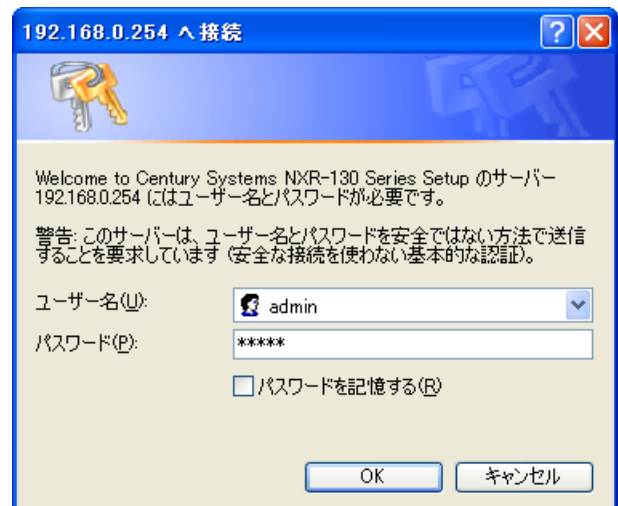 192.168.0.254 へ接続
Welcome to Century Systems NXR-130 Series Setup のサーバー
192.168.0.254 にはユーザー名とパスワードが必要です。
警告: このサーバーは、ユーザー名とパスワードを安全ではない方法で送信
することを要求しています (安全な接続を使わない基本的な認証)。
ユーザー名(U):
admin
パスワード(P):
*****
パスワードを記憶する(R)
OK
キャンセル